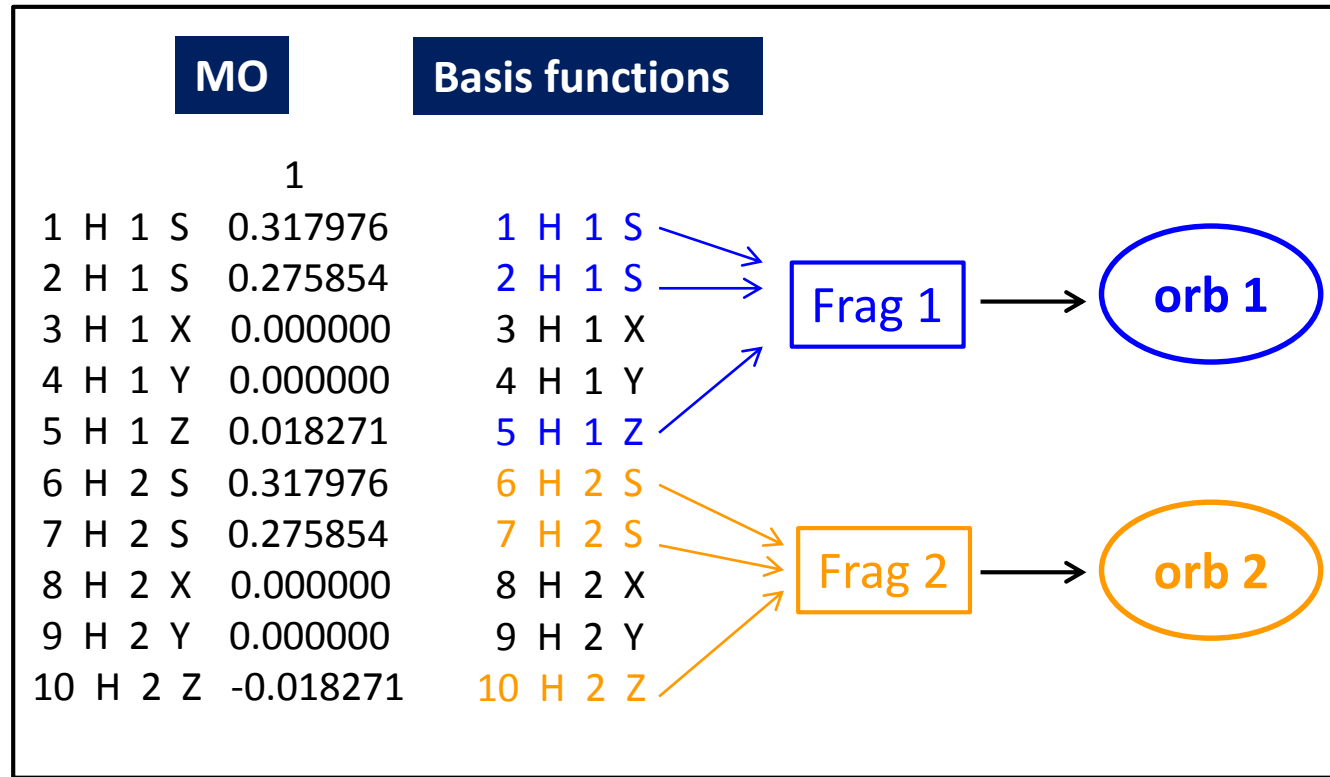 MO
Basis functions
1
1 H 1 S 0.317976
2 H 1 S 0.275854
3 H 1 X 0.000000
4 H 1 Y 0.000000
5 H 1 Z 0.018271
6 H 2 S 0.317976
7 H 2 S 0.275854
8 H 2 X 0.000000
9 H 2 Y 0.000000
10 H 2 Z -0.018271
1 H 1 S
2 H 1 S
3 H 1 X
4 H 1 Y
5 H 1 Z
6 H 2 S
7 H 2 S
8 H 2 X
9 H 2 Y
10 H 2 Z
Frag 1
orb 1
Frag 2
orb 2